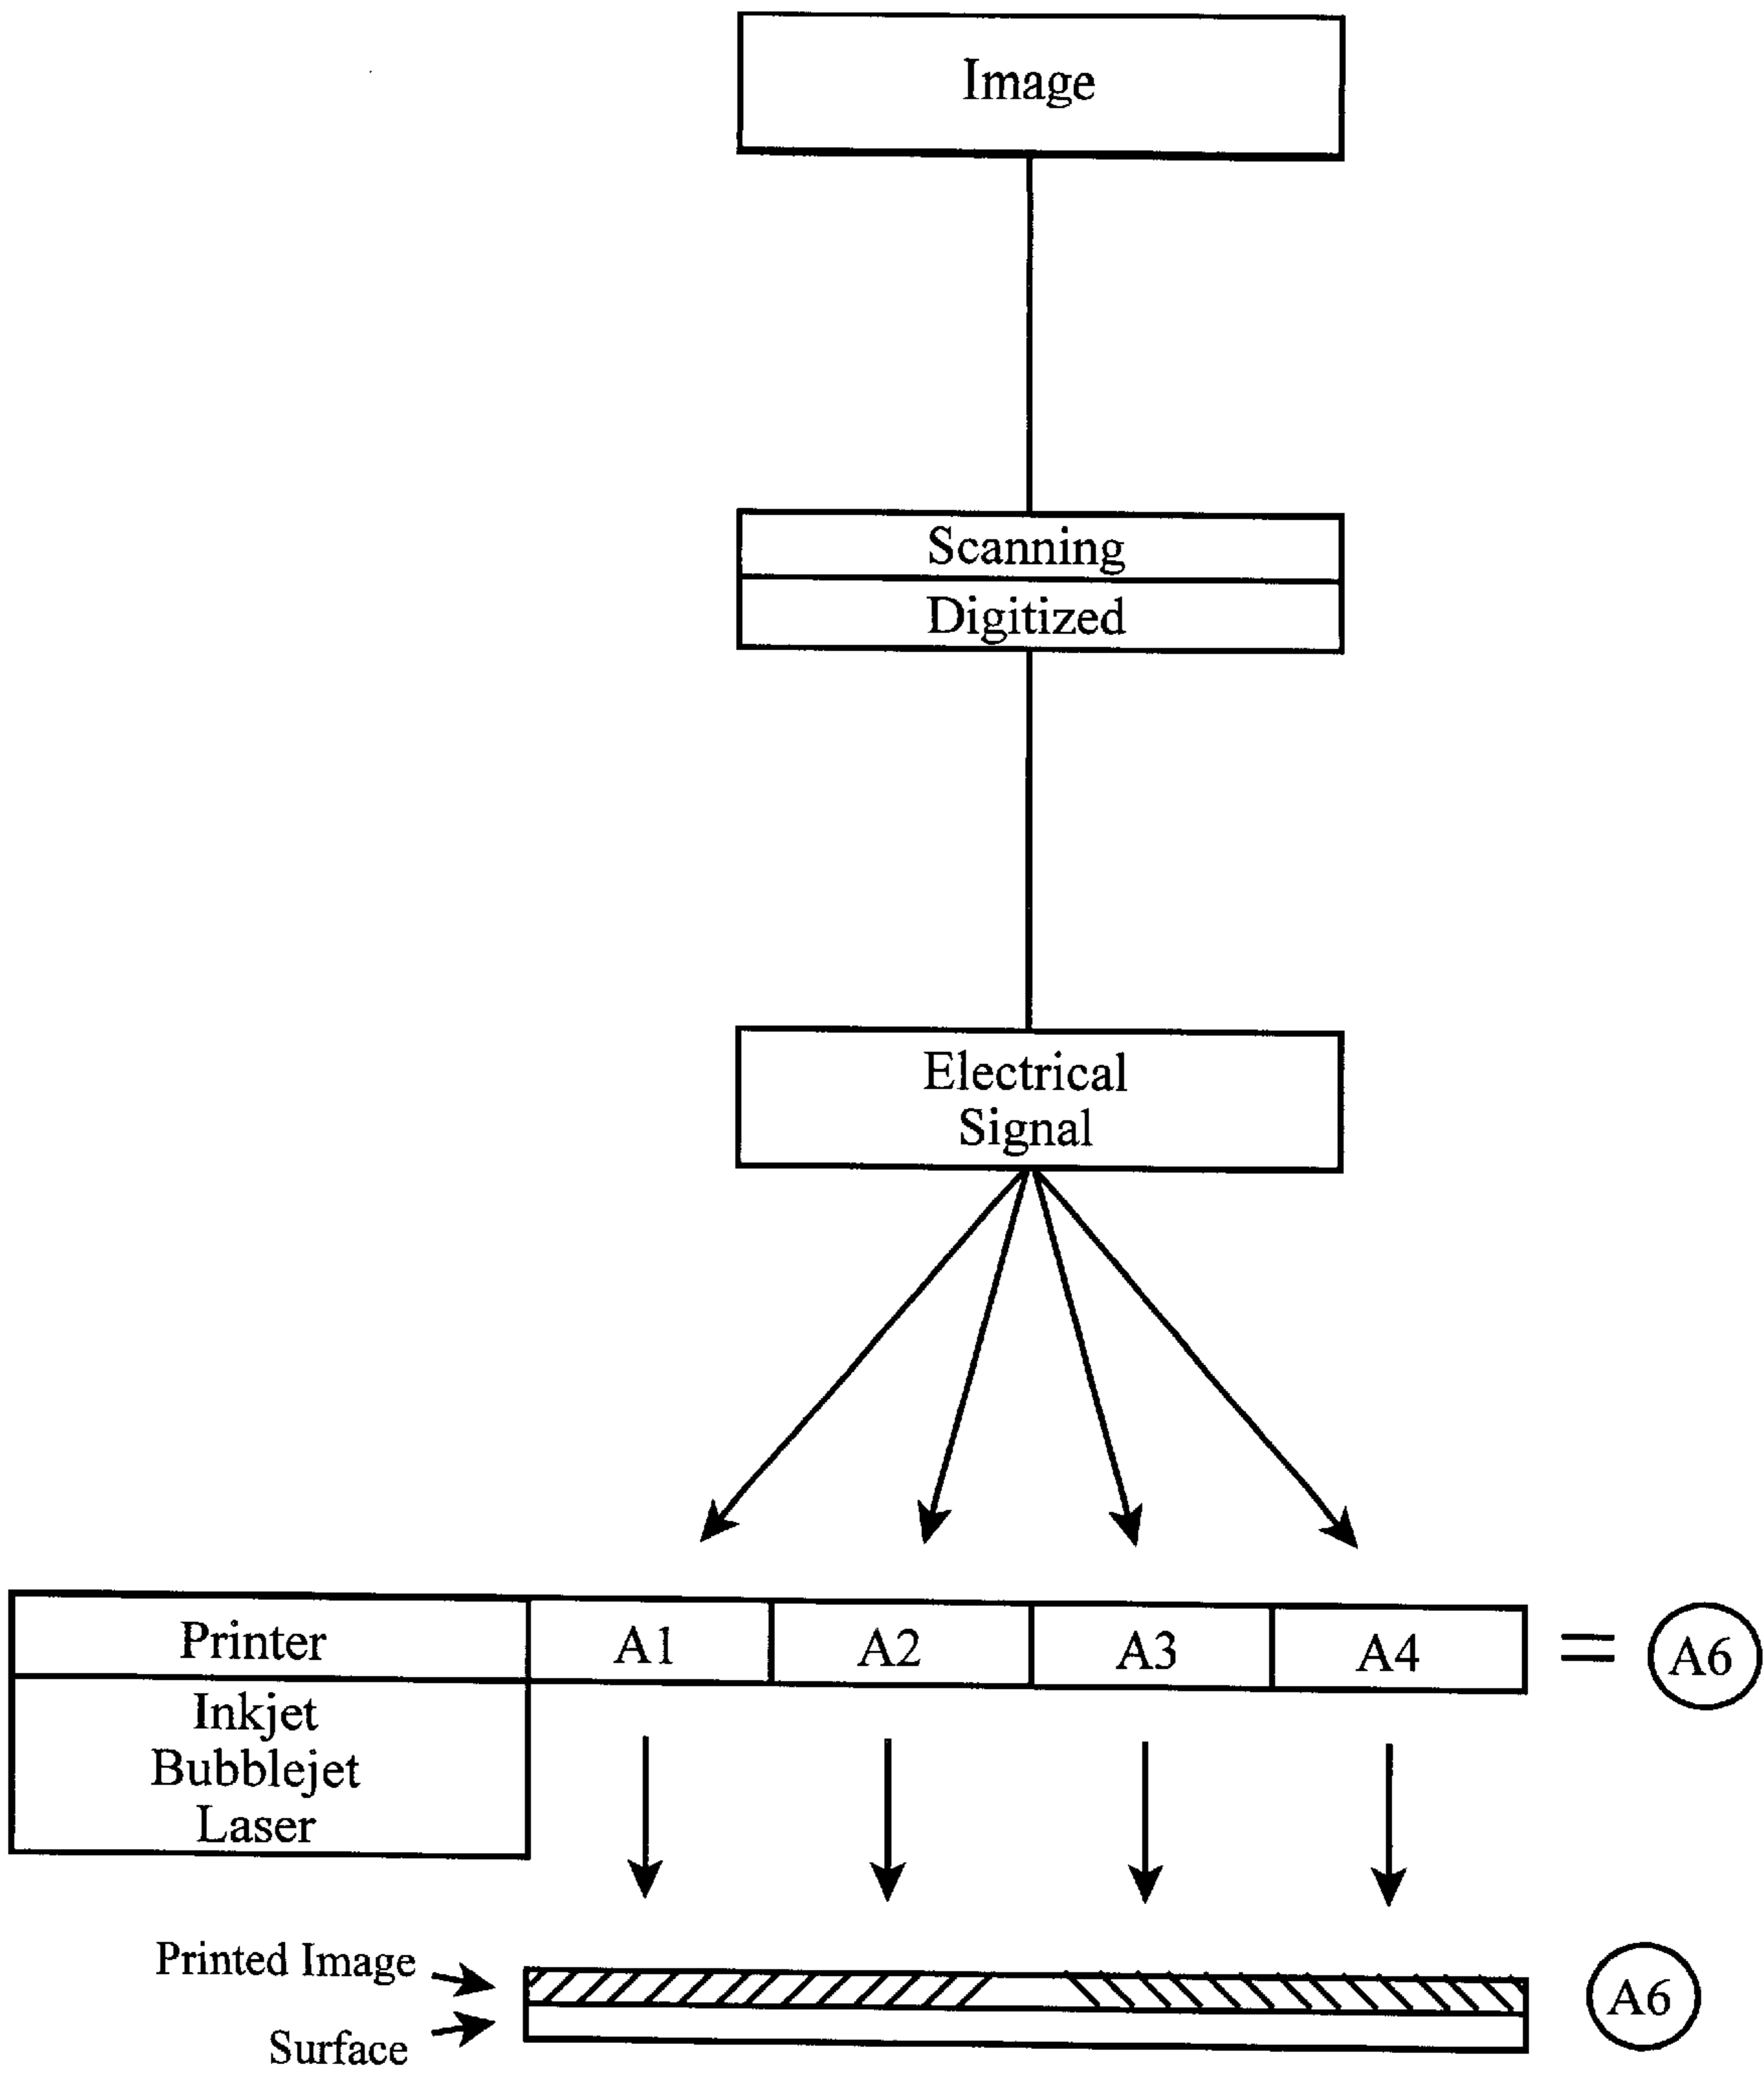 Image
Scanning
Digitized
Electrical
Signal
Printer A1 A2 A3 A4 = A6
Inkjet
Bubblejet
Laser
Printed Image
A6
Surface